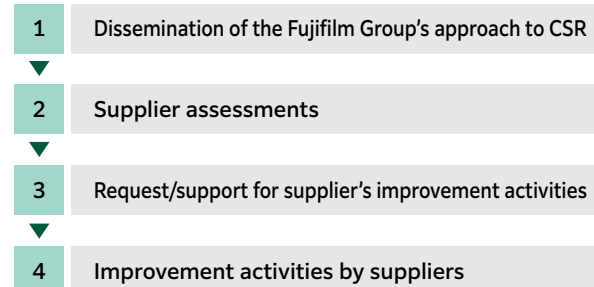 1 Dissemination of the Fujifilm Group’s approach to CSR
2 Supplier assessments
3 Request/support for supplier’s improvement activities
4 Improvement activities by suppliers